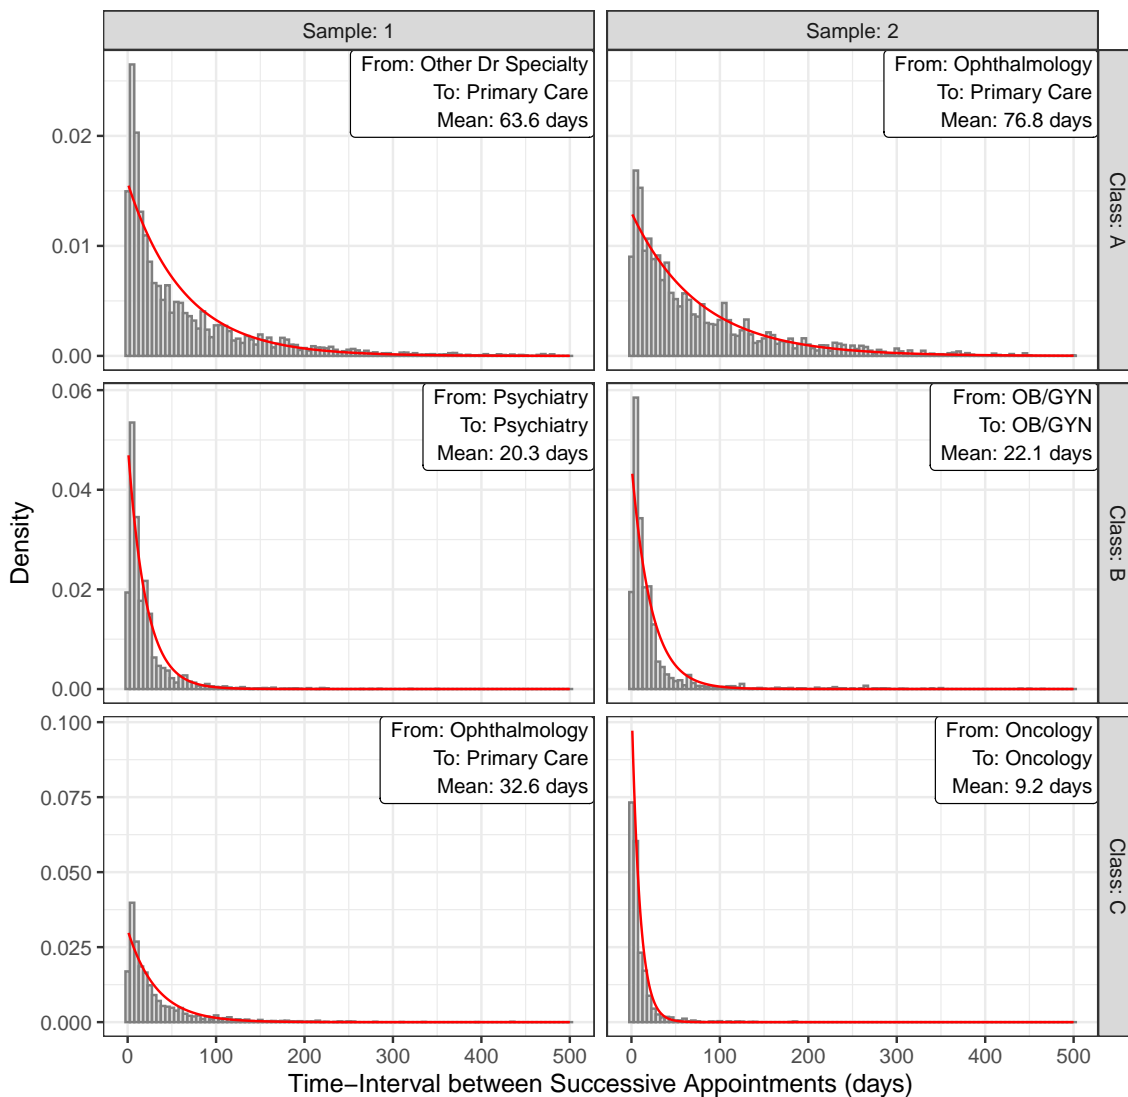 Sample: 1
Sample: 2
From: Other Dr Specialty
To: Primary Care
Mean: 63.6 days
From: Ophthalmology
To: Primary Care
Mean: 76.8 days
Class: A
0.02
0.01
0.00
From: Psychiatry
To: Psychiatry
Mean: 20.3 days
From: OB/GYN
To: OB/GYN
Mean: 22.1 days
Class: B
0.06
0.04
0.02
0.00
Density
From: Ophthalmology
To: Primary Care
Mean: 32.6 days
From: Oncology
To: Oncology
Mean: 9.2 days
Class: C
0.100
0.075
0.050
0.025
0.000
0 100 200 300 400 500
0 100 200 300 400 500
Time−Interval between Successive Appointments (days)